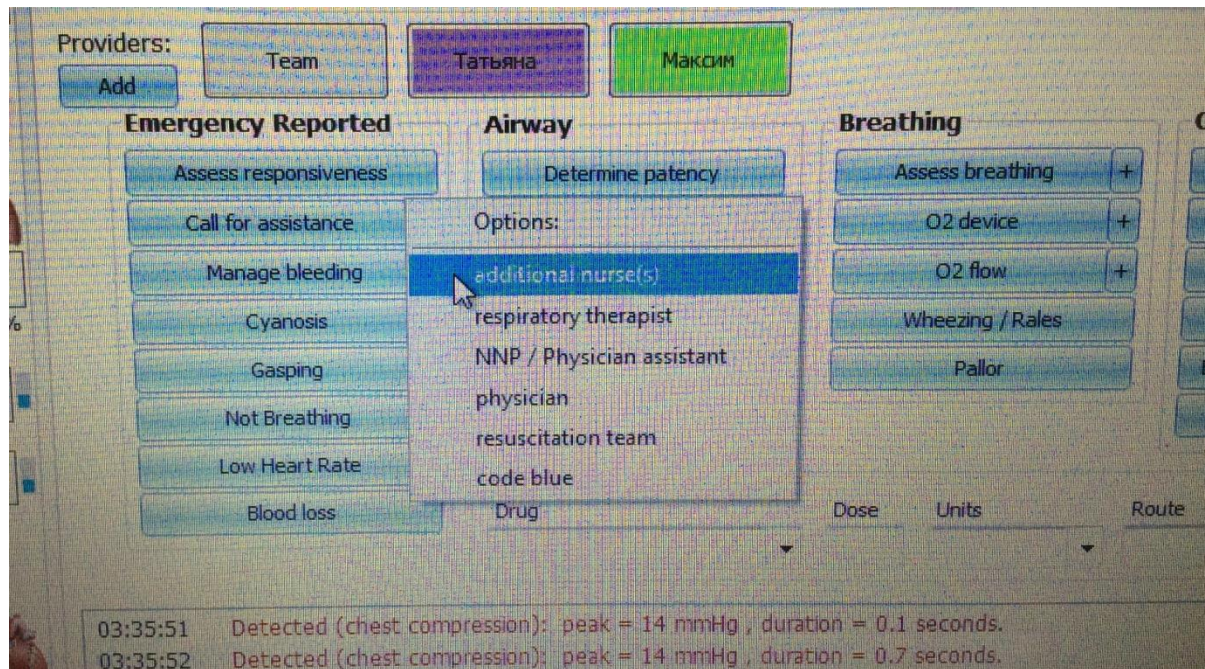 Providers:
Add
Team
Татьяна
Максим
Emergency Reported
Assess responsiveness
Call for assistance
Manage bleeding
Cyanosis
Gasping
Not Breathing
Low Heart Rate
Blood loss
Airway
Determine patency
Options:
additional nurse(s)
respiratory therapist
NNP / Physician assistant
physician
resuscitation team
code blue
Breathing
Assess breathing +
O2 device +
O2 flow +
Wheezing / Rales
Pallor
Drug Dose Units Route
03:35:51 Detected (chest compression): peak = 14 mmHg , duration = 0.1 seconds.
03:35:52 Detected (chest compression): peak = 14 mmHg , duration = 0.7 seconds.